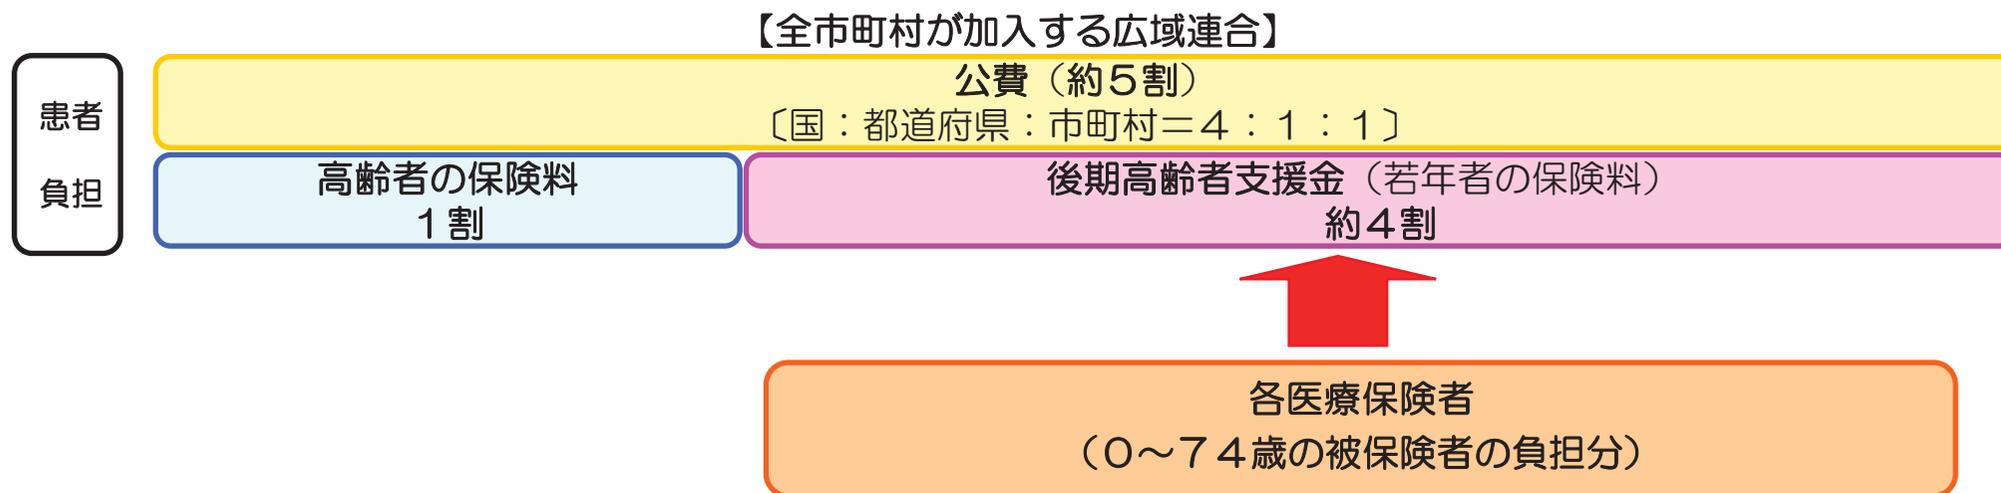 【全市町村が加入する広域連合】
患者
負担
公費（約５割）
〔国：都道府県：市町村＝４：１：１〕
高齢者の保険料
１割
後期高齢者支援金（若年者の保険料）
約４割
各医療保険者
（０～７４歳の被保険者の負担分）